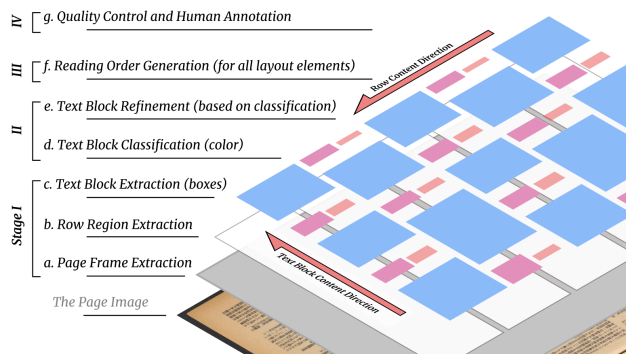 IV
g. Quality Control and Human Annotation
III
f. Reading Order Generation (for all layout elements)
II
e. Text Block Refinement (based on classification)
d. Text Block Classification (color)
Stage I
c. Text Block Extraction (boxes)
b. Row Region Extraction
a. Page Frame Extraction
The Page Image
Row Content Direction
Text Block Content Direction